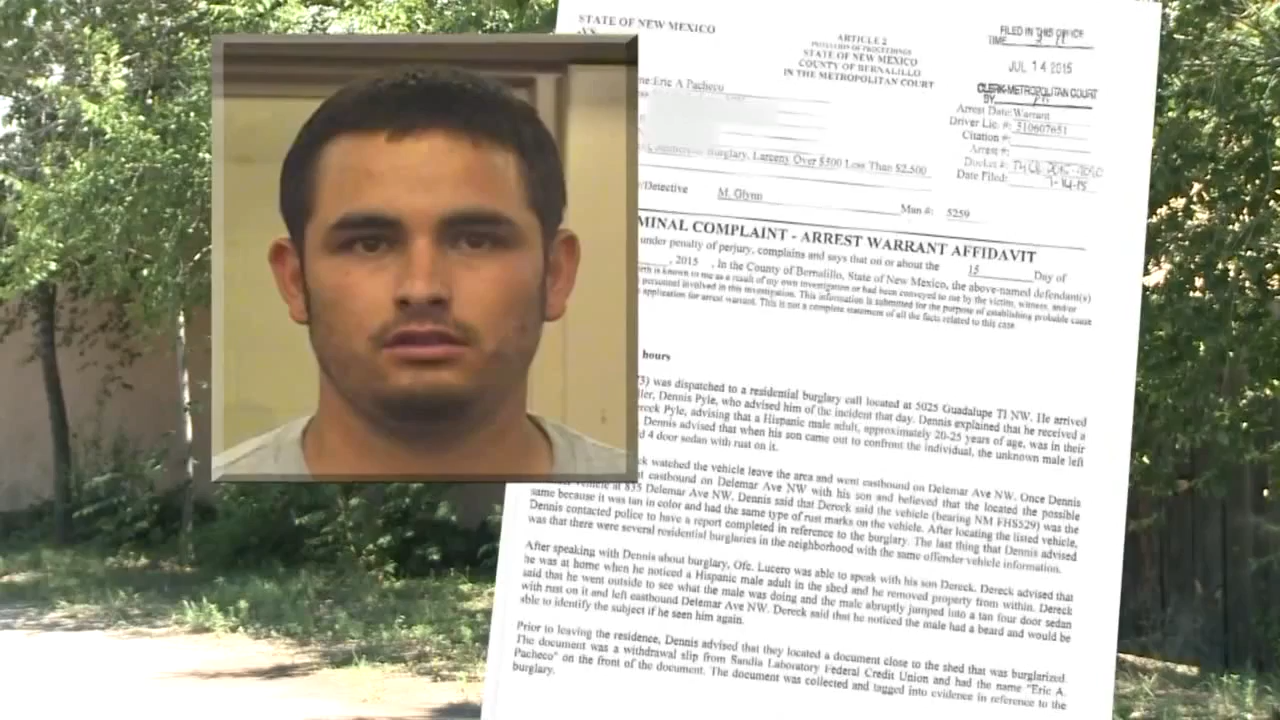 STATE OF NEW MEXICO
VS
ARTICLE 2
PROCEEDINGS
STATE OF NEW MEXICO
COUNTY OF BERNALILLO
IN THE METROPOLITAN COURT
FILED IN THIS OFFICE
TIME
JUL 14 2015
CLERK METROPOLITAN COURT
BY
me:Eric A Pacheco
Arrest Date:Warrant
Driver Lic #: 510607651
Citation #:
Arrest #:
Docket #:
Date Filed: 7-14-15
Burglary, Larceny Over $500 Less Than $2,500
/Detective M. Glynn Man #: 5259
MINAL COMPLAINT - ARREST WARRANT AFFIDAVIT
under penalty of perjury, complains and says that on or about the 15 Day of
, 2015 , In the County of Bernalillo, State of New Mexico, the above-named defendant(s)
rth is known to me as a result of my own investigation or had been conveyed to me by the victim, witness, and/or
personnel involved in this investigation. This information is submitted for the purpose of establishing probable cause
application for arrest warrant. This is not a complete statement of all the facts related to this case
hours
was dispatched to a residential burglary call located at 5025 Guadalupe Tl NW. He arrived
ller, Dennis Pyle, who advised him of the incident that day. Dennis explained that he received a
ereck Pyle, advising that a Hispanic male adult, approximately 20-25 years of age, was in their
Dennis advised that when his son came out to confront the individual, the unknown male left
d 4 door sedan with rust on it.
ck watched the vehicle leave the area and went eastbound on Delemar Ave NW. Once Dennis
t eastbound on Delemar Ave NW with his son and believed that the located the possible
vehicle at 835 Delemar Ave NW. Dennis said that Dereck said the vehicle (bearing NM FHS529) was the
same because it was tan in color and had the same type of rust marks on the vehicle. After locating the listed vehicle,
Dennis contacted police to have a report completed in reference to the burglary. The last thing that Dennis advised
was that there were several residential burglaries in the neighborhood with the same offender vehicle information.
After speaking with Dennis about burglary, Ofc. Lucero was able to speak with his son Dereck. Dereck advised that
he was at home when he noticed a Hispanic male adult in the shed and he removed property from within. Dereck
said that he went outside to see what the male was doing and the male abruptly jumped into a tan four door sedan
with rust on it and left eastbound Delemar Ave NW. Dereck said that he noticed the male had a beard and would be
able to identify the subject if he seen him again.
Prior to leaving the residence, Dennis advised that they located a document close to the shed that was burglarized.
The document was a withdrawal slip from Sandia Laboratory Federal Credit Union and had the name "Eric A.
Pacheco" on the front of the document. The document was collected and tagged into evidence in reference to the
burglary.